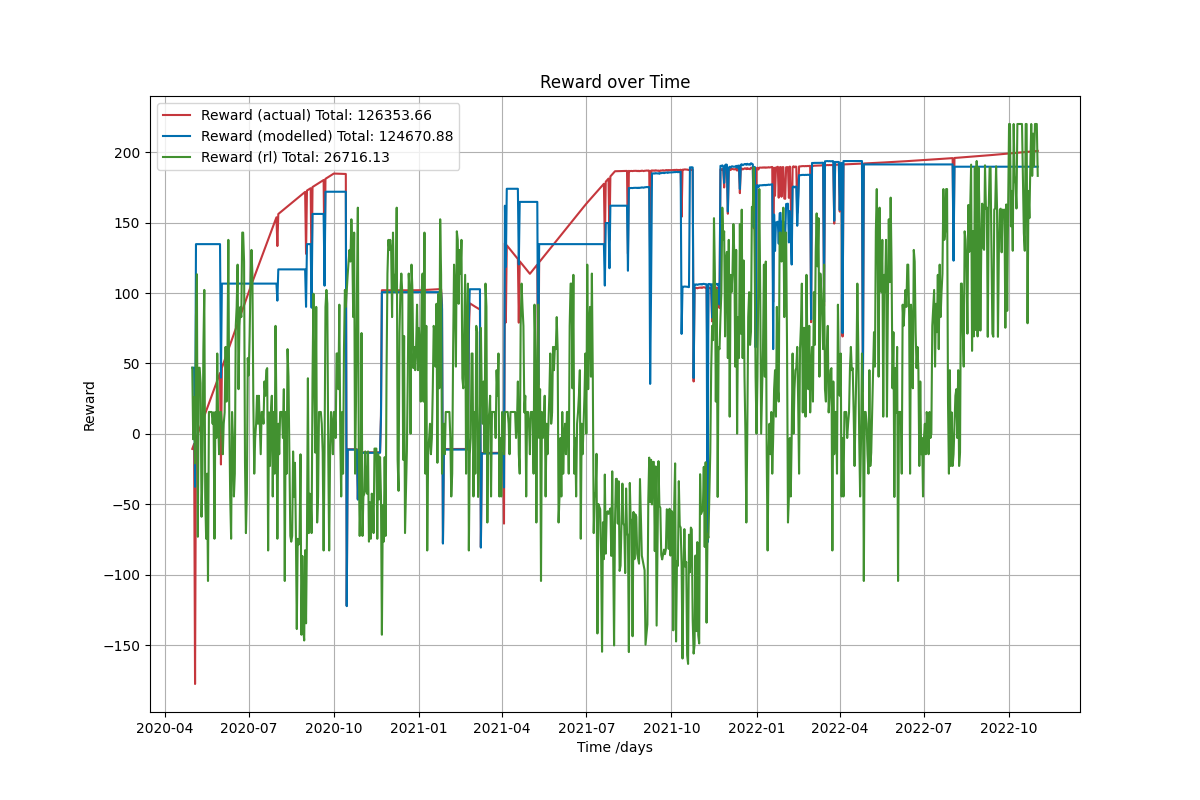 Reward over Time
Reward (actual) Total: 126353.66
Reward (modelled) Total: 124670.88
Reward (rl) Total: 26716.13
200
150
100
50
0
−50
−100
−150
Reward
2020-04 2020-07 2020-10 2021-01 2021-04 2021-07 2021-10 2022-01 2022-04 2022-07 2022-10
Time /days